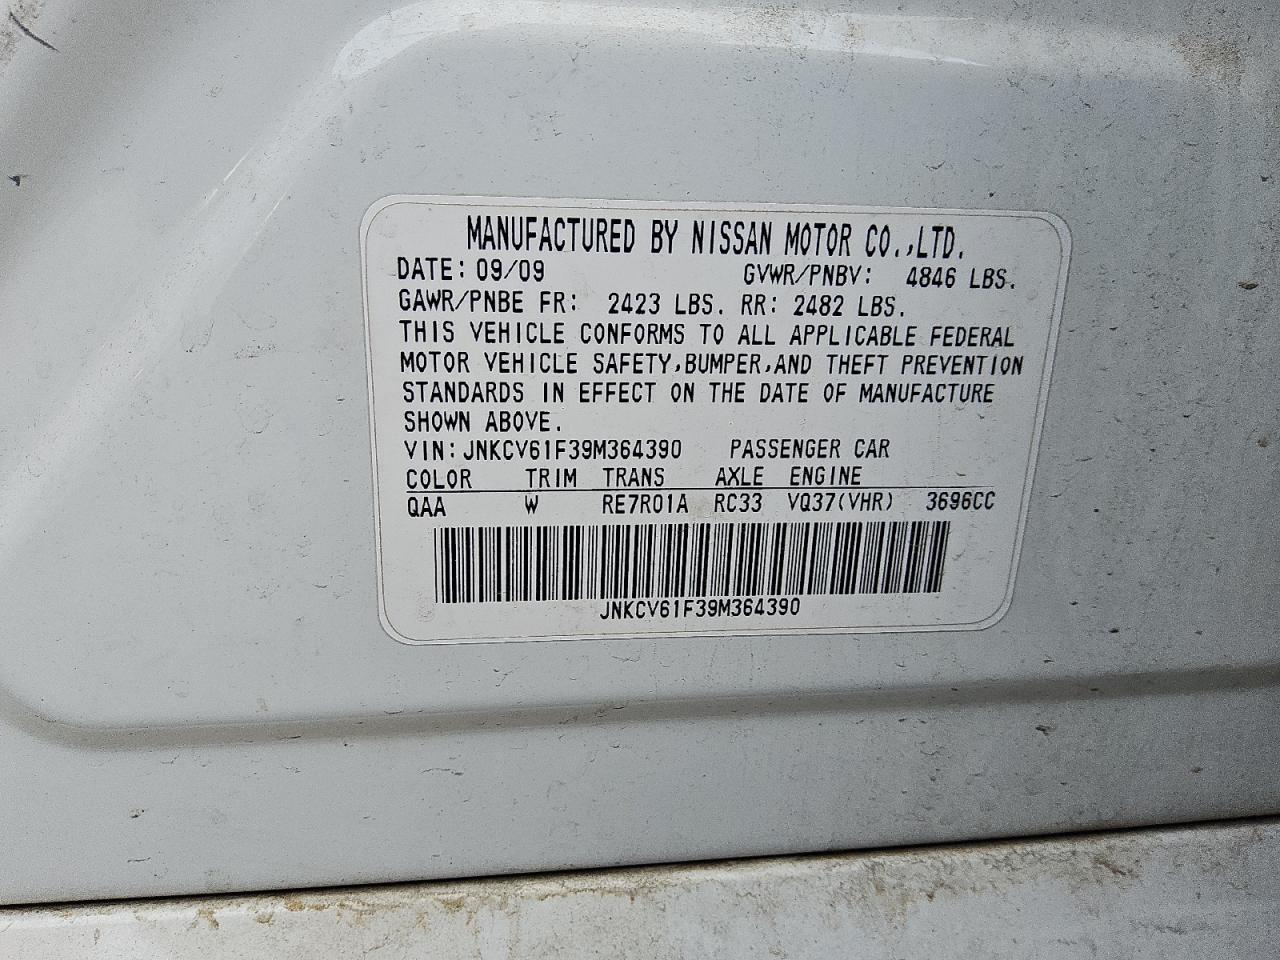 MANUFACTURED BY NISSAN MOTOR CO.,LTD.
DATE: 09/09 GVWR/PNBV: 4846 LBS.
GAWR/PNBE FR: 2423 LBS. RR: 2482 LBS.
THIS VEHICLE CONFORMS TO ALL APPLICABLE FEDERAL
MOTOR VEHICLE SAFETY,BUMPER,AND THEFT PREVENTION
STANDARDS IN EFFECT ON THE DATE OF MANUFACTURE
SHOWN ABOVE.
VIN:JNKCV61F39M364390 PASSENGER CAR
COLOR TRIM TRANS AXLE ENGINE
QAA W RE7R01A RC33 VQ37(VHR) 3696CC
JNKCV61F39M364390